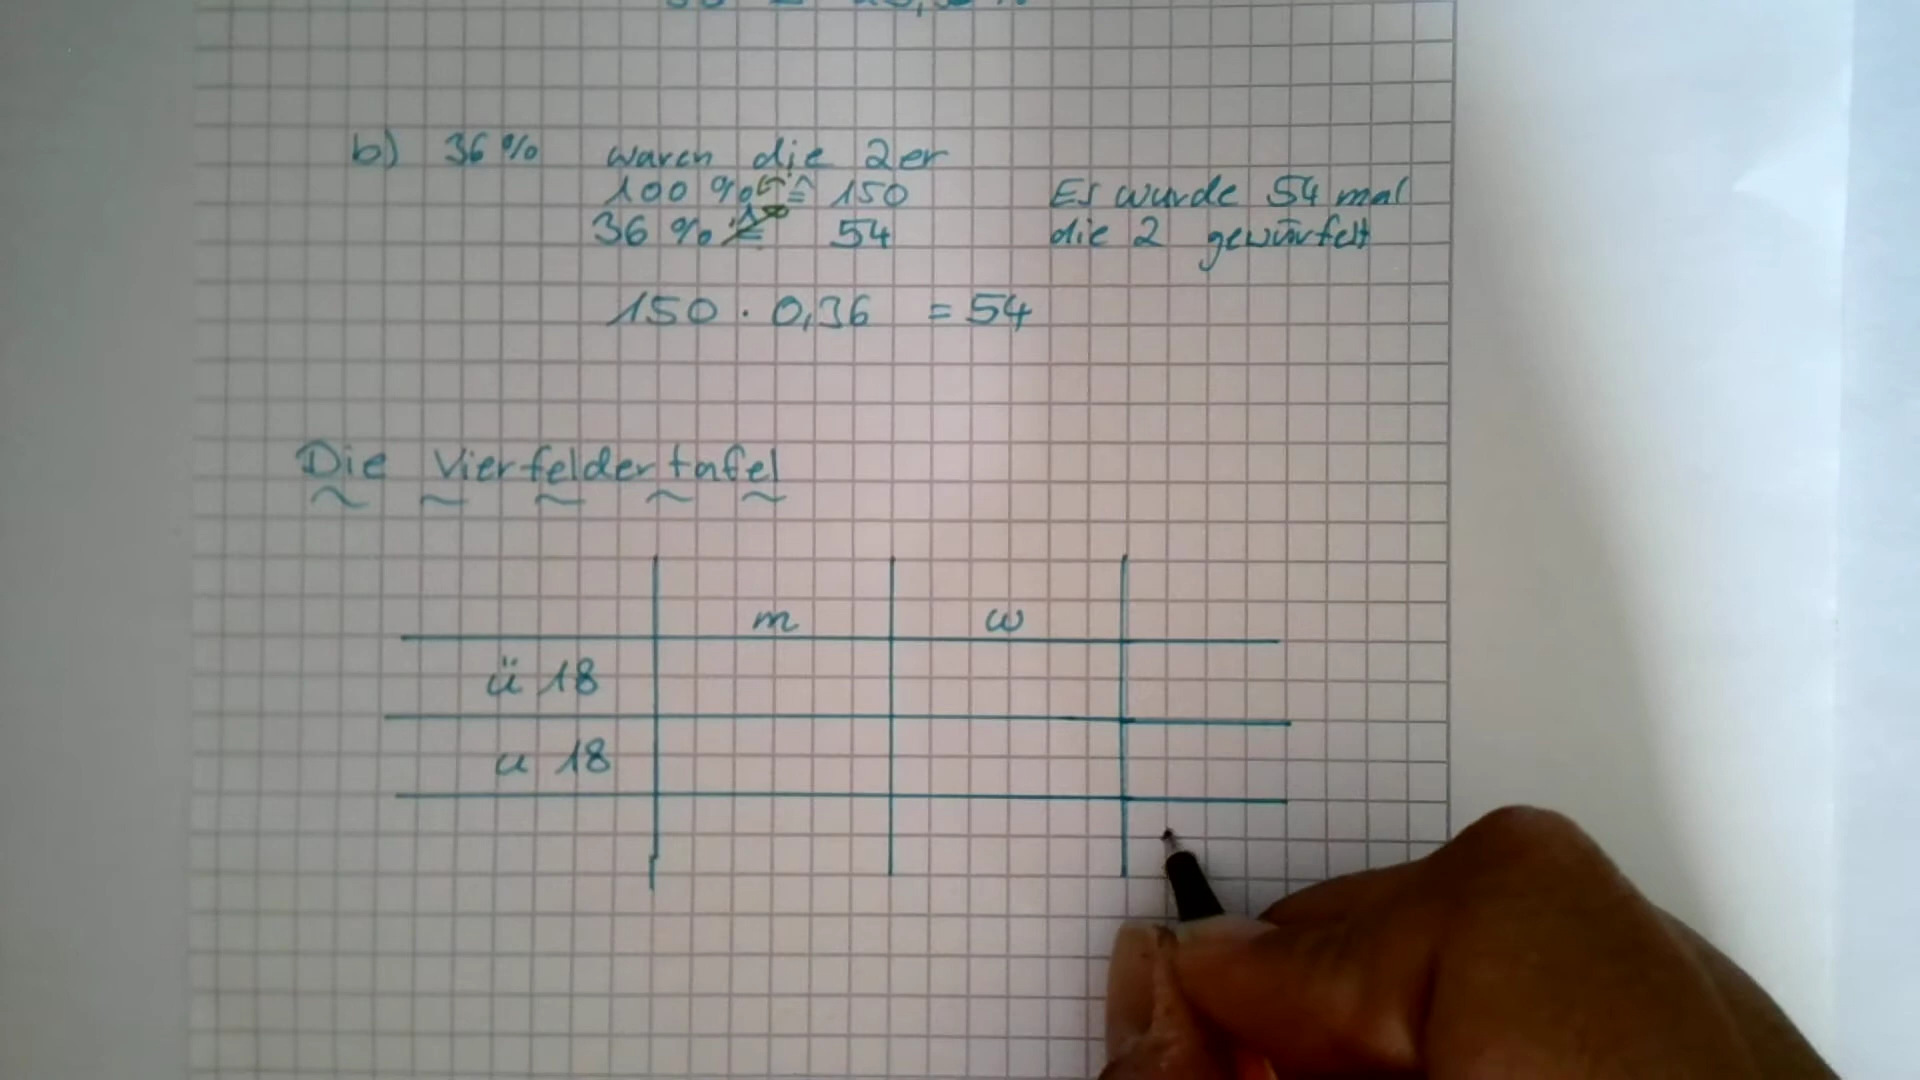 b) 36 % waren die 2er
100 % ≙ 150 Es wurde 54 mal
36 % ≙ 54 die 2 gewürfelt
150 · 0,36 = 54
Die Vierfeldertafel
m w
ü 18
u 18